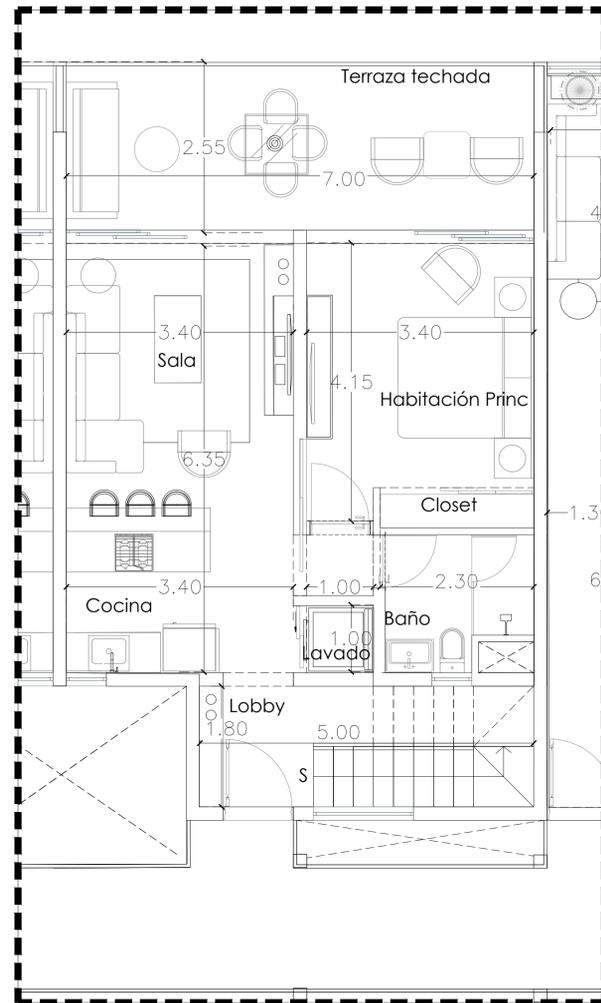 Terraza techada
2.55
7.00
4
3.40
3.40
Sala
4.15
Habitación Princ
6.35
Closet
1.3
3.40
1.00
2.30
6
Cocina
Baño
1.00
Lavado
Lobby
1.80
5.00
S